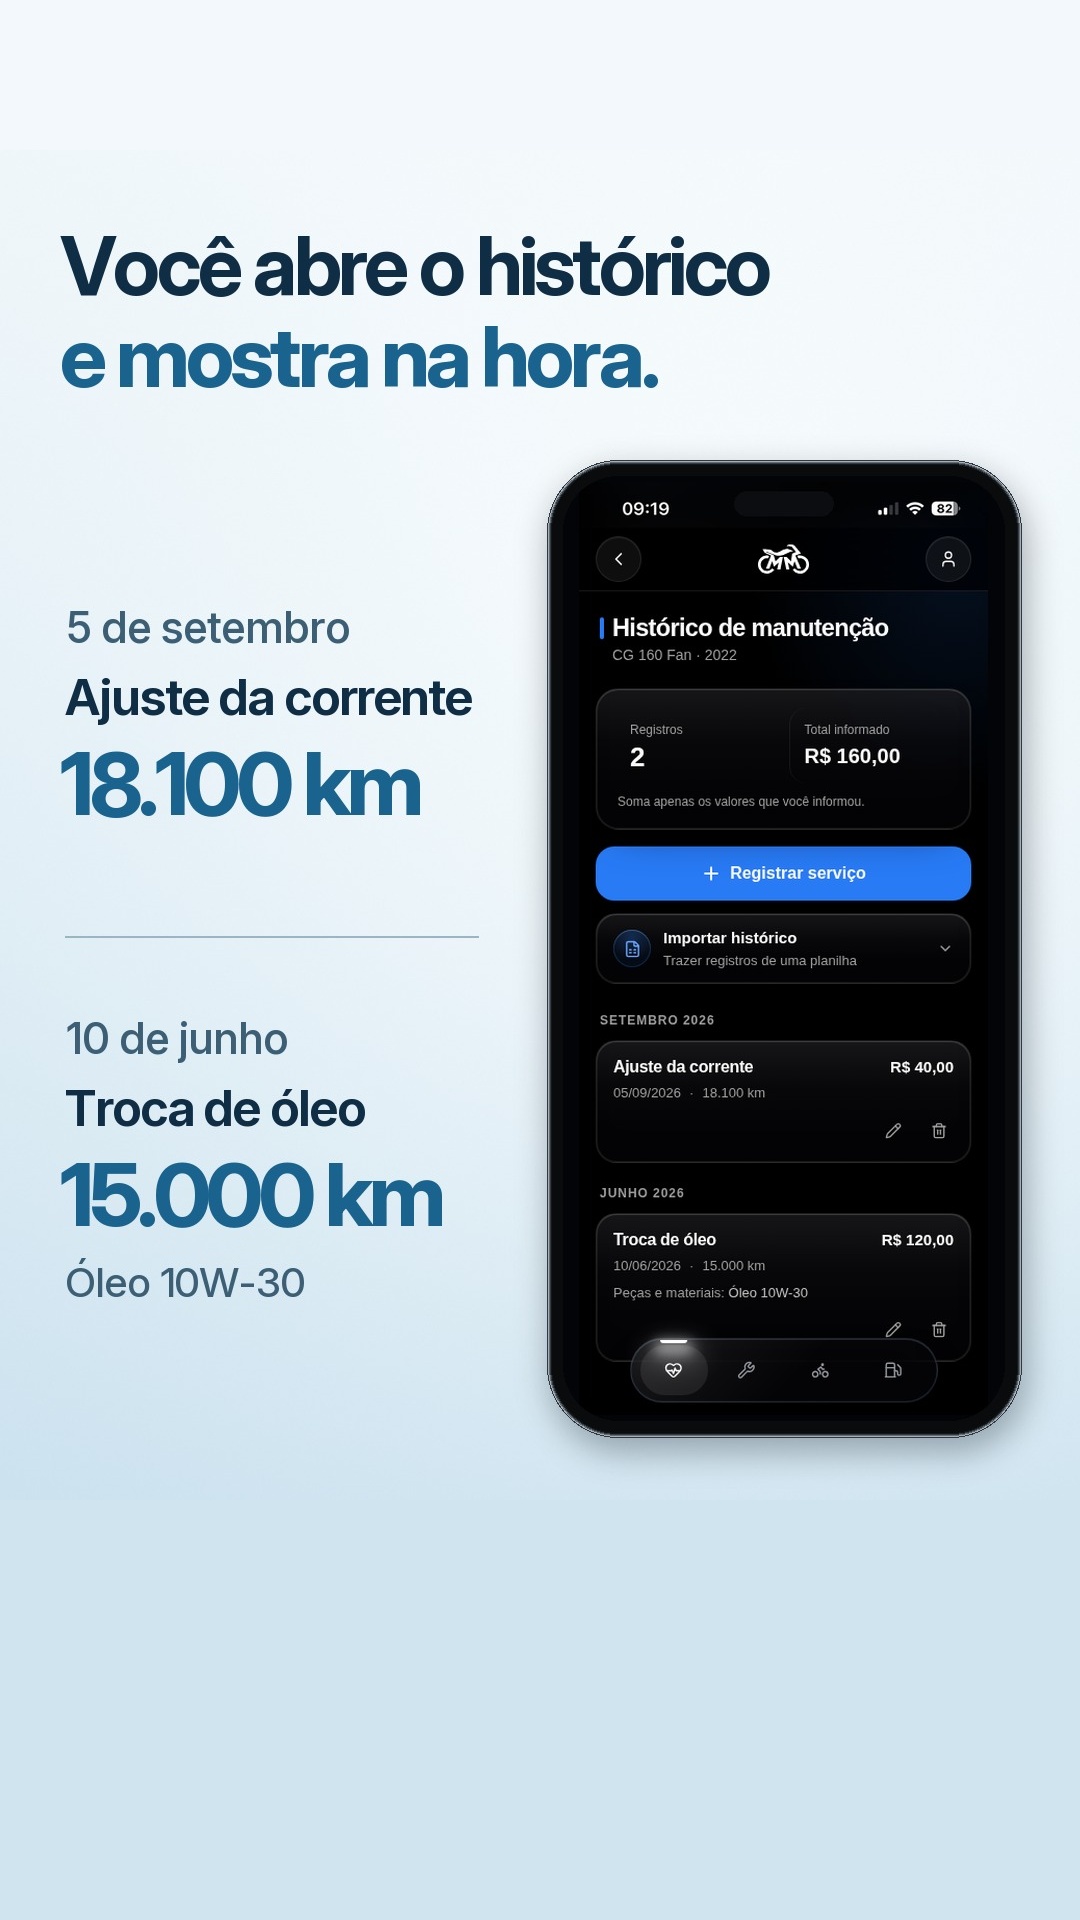 Você abre o histórico
e mostra na hora.
5 de setembro
Ajuste da corrente
18.100 km
10 de junho
Troca de óleo
15.000 km
Óleo 10W-30
09:19
82
MM
Histórico de manutenção
CG 160 Fan · 2022
Registros
2
Total informado
R$ 160,00
Soma apenas os valores que você informou.
+ Registrar serviço
Importar histórico
Trazer registros de uma planilha
SETEMBRO 2026
Ajuste da corrente R$ 40,00
05/09/2026 · 18.100 km
JUNHO 2026
Troca de óleo R$ 120,00
10/06/2026 · 15.000 km
Peças e materiais: Óleo 10W-30